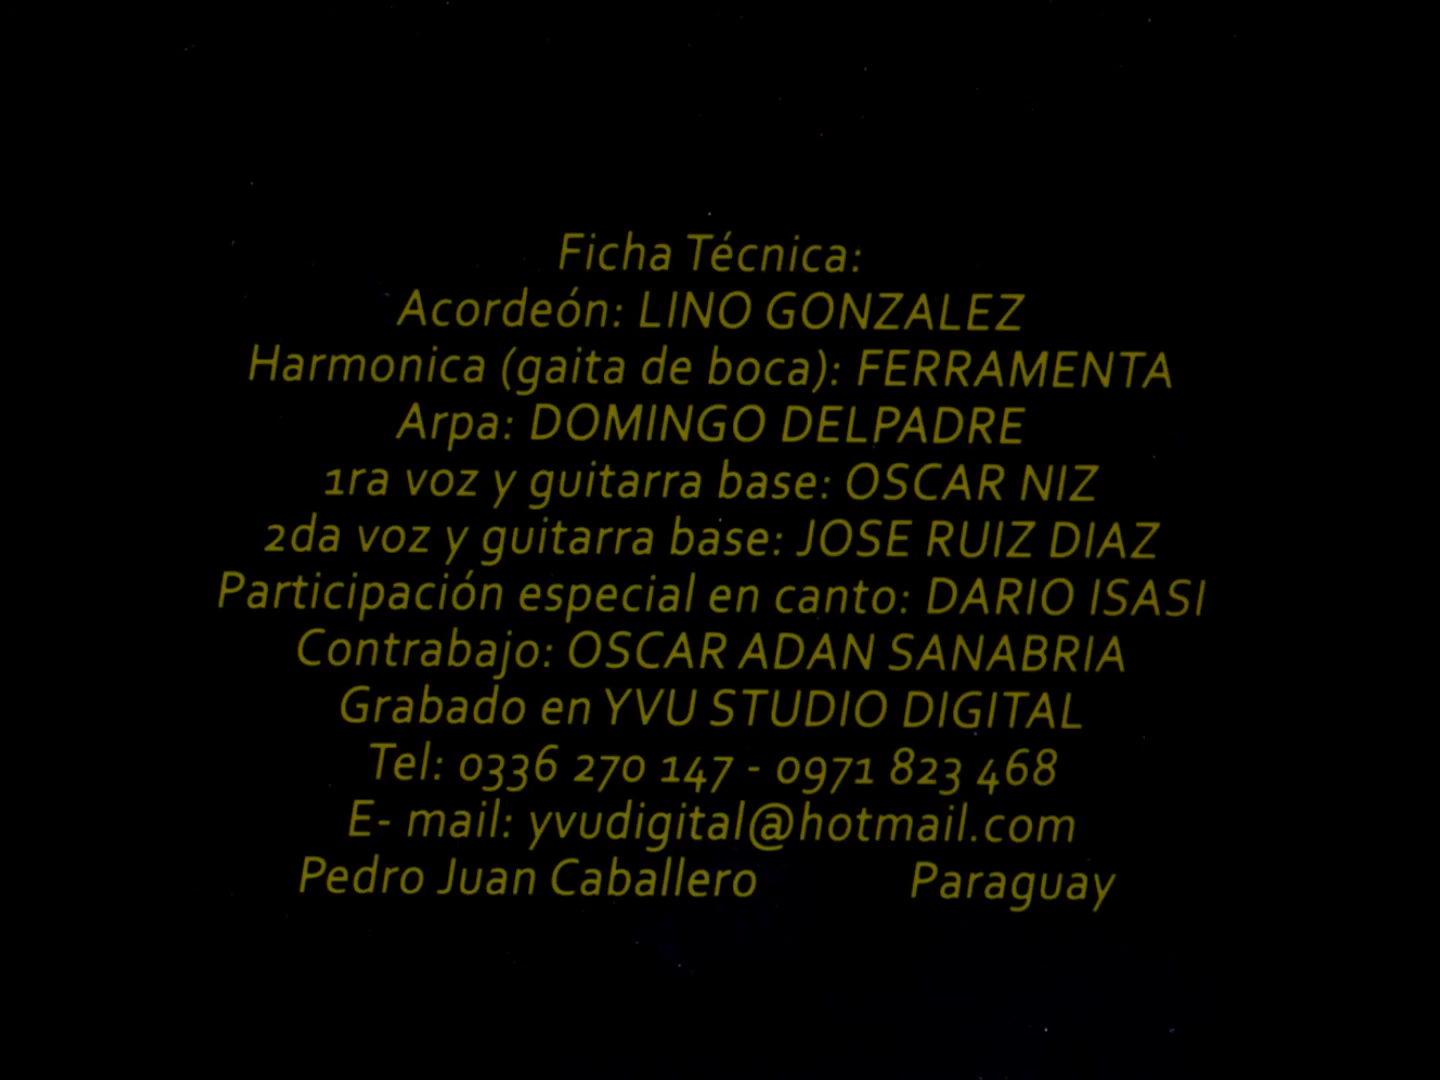 Ficha Técnica:
Acordeón: LINO GONZALEZ
Harmonica (gaita de boca): FERRAMENTA
Arpa: DOMINGO DELPADRE
1ra voz y guitarra base: OSCAR NIZ
2da voz y guitarra base: JOSE RUIZ DIAZ
Participación especial en canto: DARIO ISASI
Contrabajo: OSCAR ADAN SANABRIA
Grabado en YVU STUDIO DIGITAL
Tel: 0336 270 147 - 0971 823 468
E- mail: yvudigital@hotmail.com
Pedro Juan Caballero Paraguay